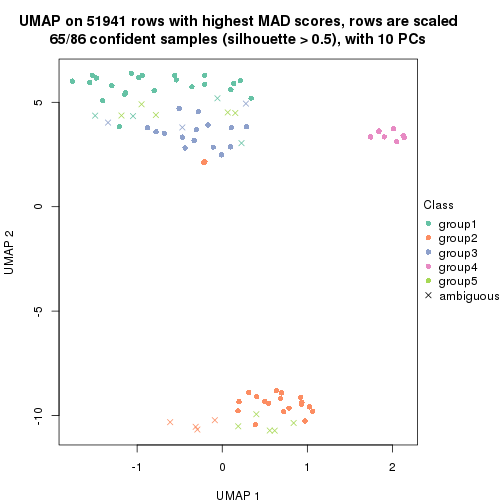 UMAP on 51941 rows with highest MAD scores, rows are scaled
65/86 confident samples (silhouette > 0.5), with 10 PCs
5
0
-5
-10
UMAP 2
-1
0
1
2
UMAP 1
Class
group1
group2
group3
group4
group5
ambiguous